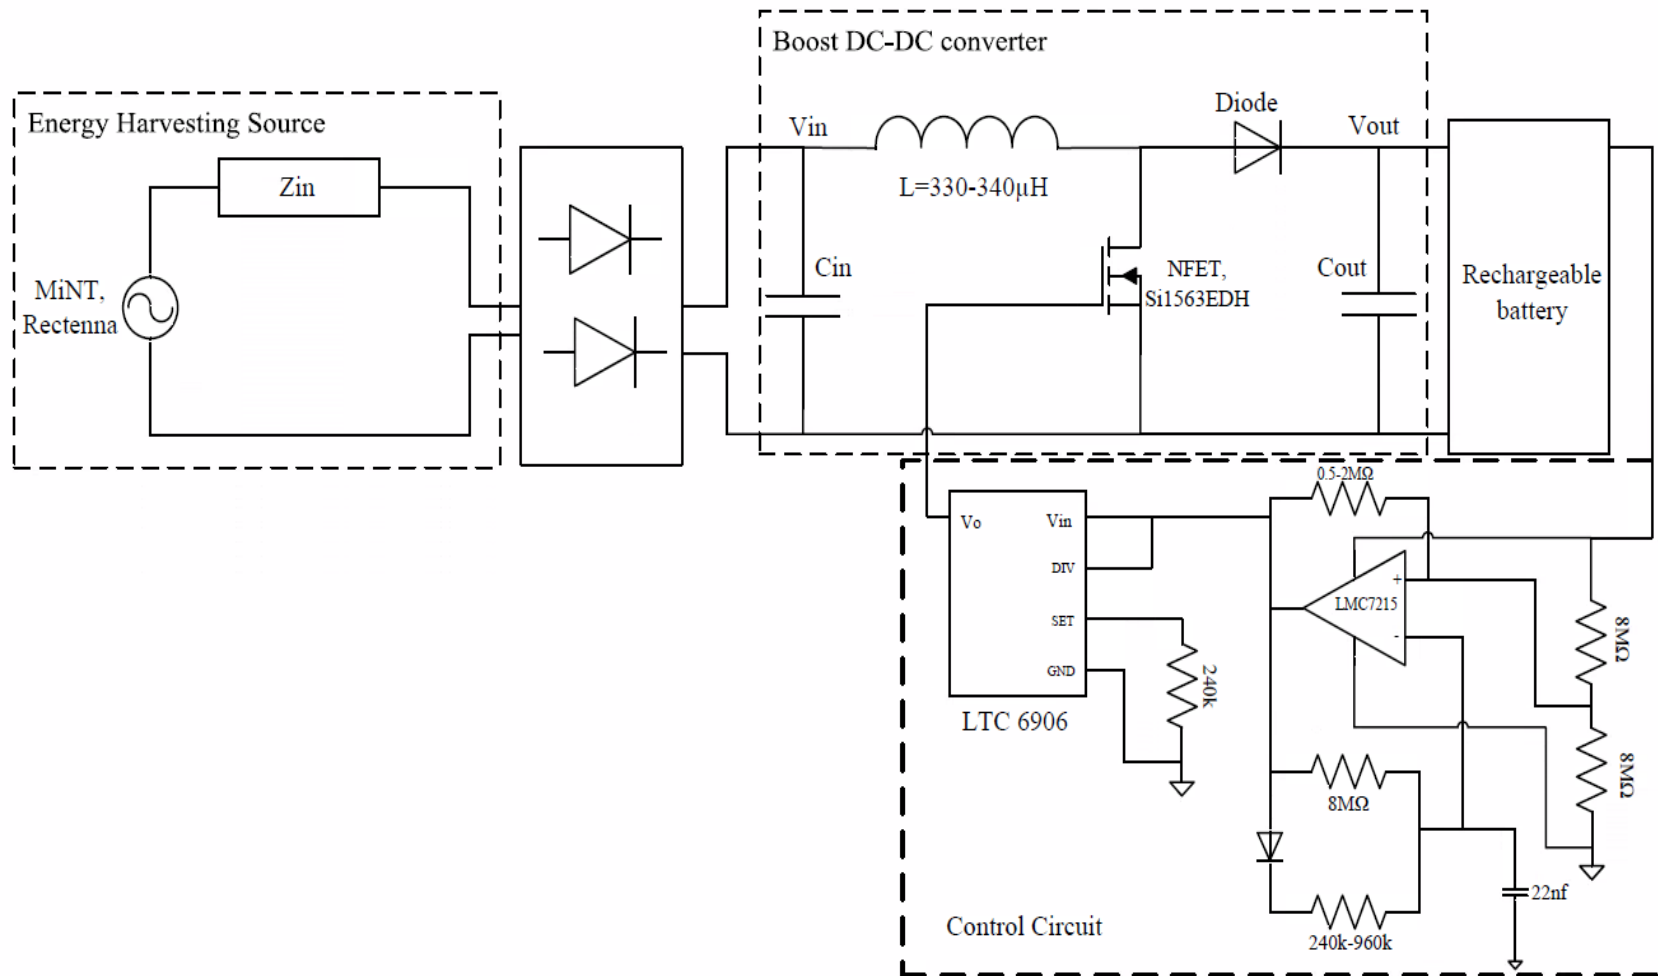 Boost DC-DC converter
Energy Harvesting Source
Zin
MiNT,
Rectenna
Vin
L=330-340µH
Diode
Vout
Cin
NFET,
Si1563EDH
Cout
Rechargeable
battery
Vo
Vin
DIV
SET
GND
LTC 6906
240k
0.5-2MΩ
+
LMC7215
-
8MΩ
8MΩ
8MΩ
240k-960k
22nf
Control Circuit